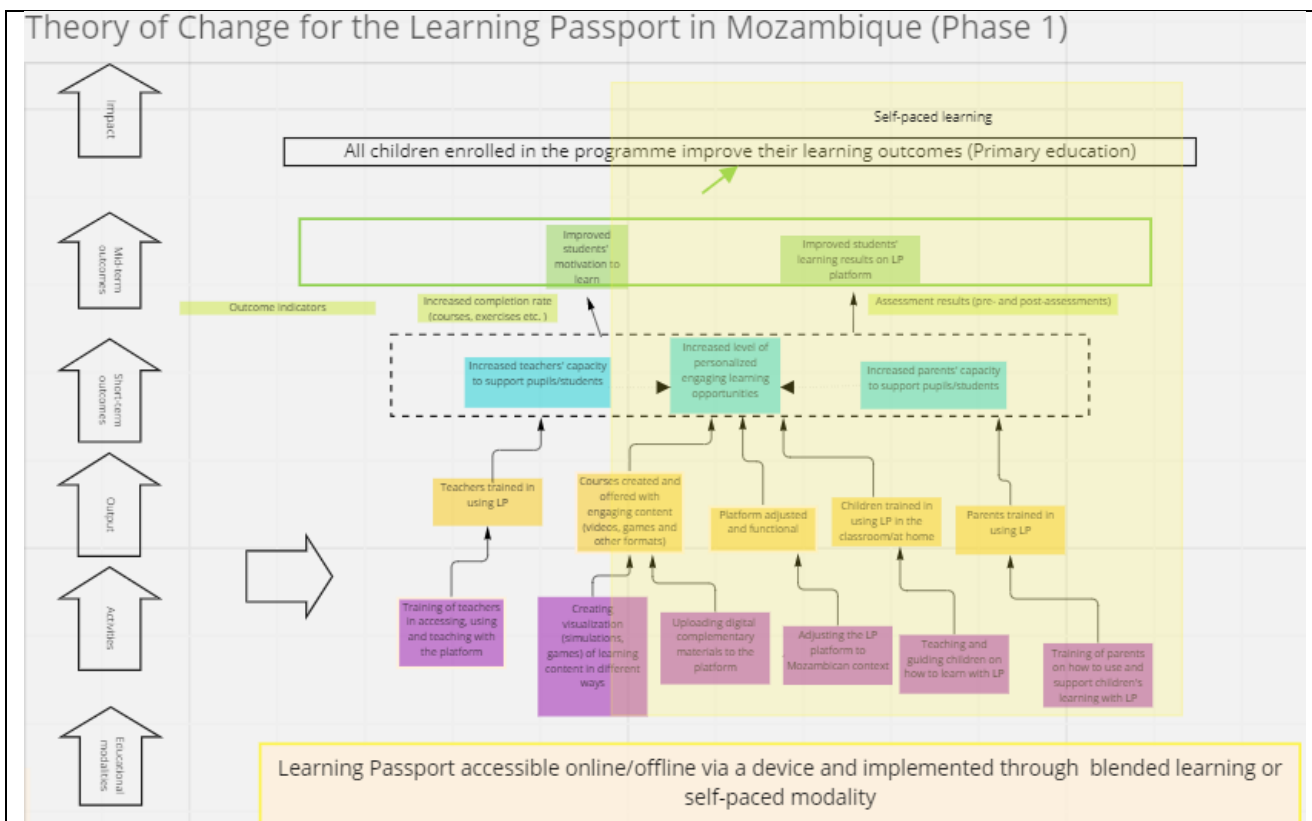 Theory of Change for the Learning Passport in Mozambique (Phase 1)
Impact
Self-paced learning
All children enrolled in the programme improve their learning outcomes (Primary education)
Mid-term
outcomes
Improved
students'
motivation to
learn
Improved students'
learning results on LP
platform
Outcome indicators
Increased completion rate
(courses, exercises etc. )
Assessment results (pre- and post-assessments)
Short-term
outcomes
Increased teachers' capacity
to support pupils/students
Increased level of
personalized
engaging learning
opportunities
Increased parents' capacity
to support pupils/students
Output
Teachers trained in
using LP
Courses created and
offered with
engaging content
(videos, games and
other formats)
Platform adjusted
and functional
Children trained in
using LP in the
classroom/at home
Parents trained in
using LP
Activities
Training of teachers
in accessing, using
and teaching with
the platform
Creating
visualization
(simulations,
games) of learning
content in different
ways
Uploading digital
complementary
materials to the
platform
Adjusting the LP
platform to
Mozambican context
Teaching and
guiding children on
how to learn with LP
Training of parents
on how to use and
support children's
learning with LP
Educational
modalities
Learning Passport accessible online/offline via a device and implemented through blended learning or
self-paced modality